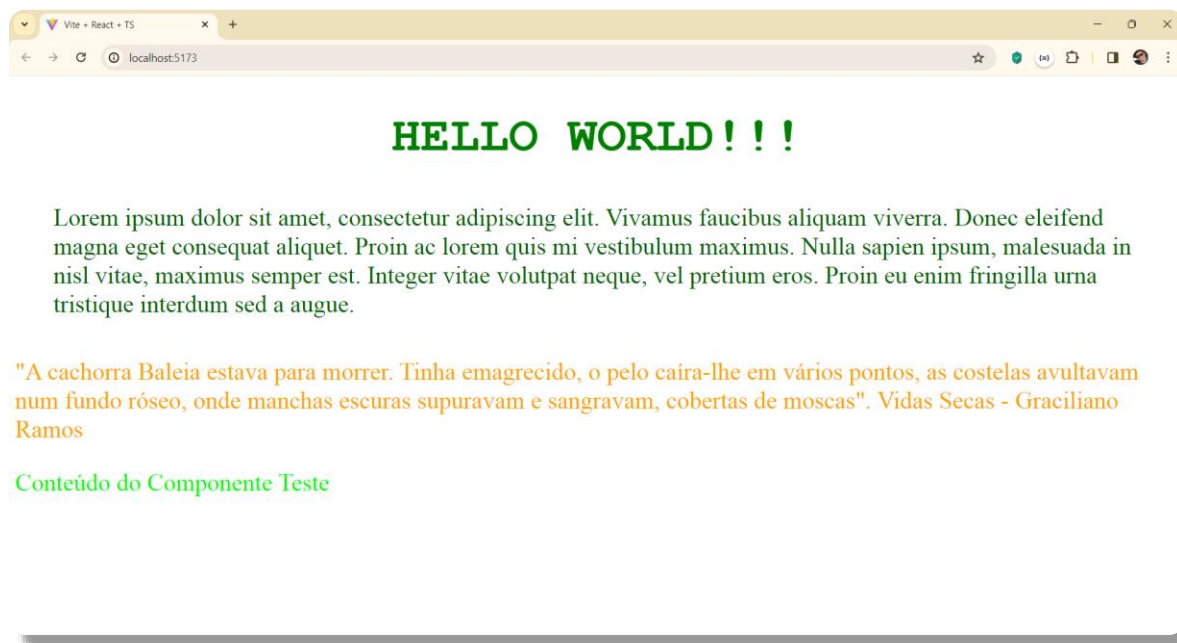 Vite + React + TS
localhost:5173
HELLO WORLD!!!
Lorem ipsum dolor sit amet, consectetur adipiscing elit. Vivamus faucibus aliquam viverra. Donec eleifend
magna eget consequat aliquet. Proin ac lorem quis mi vestibulum maximus. Nulla sapien ipsum, malesuada in
nisl vitae, maximus semper est. Integer vitae volutpat neque, vel pretium eros. Proin eu enim fringilla urna
tristique interdum sed a augue.
"A cachorra Baleia estava para morrer. Tinha emagrecido, o pelo caíra-lhe em vários pontos, as costelas avultavam
num fundo róseo, onde manchas escuras supuravam e sangravam, cobertas de moscas". Vidas Secas - Graciliano
Ramos
Conteúdo do Componente Teste